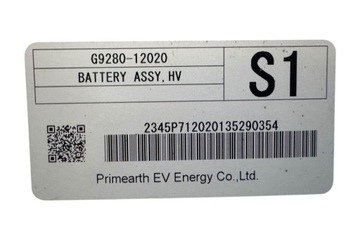 G9280-12020
BATTERY ASSY, HV
S1
2345P712020135290354
Primearth EV Energy Co.,Ltd.